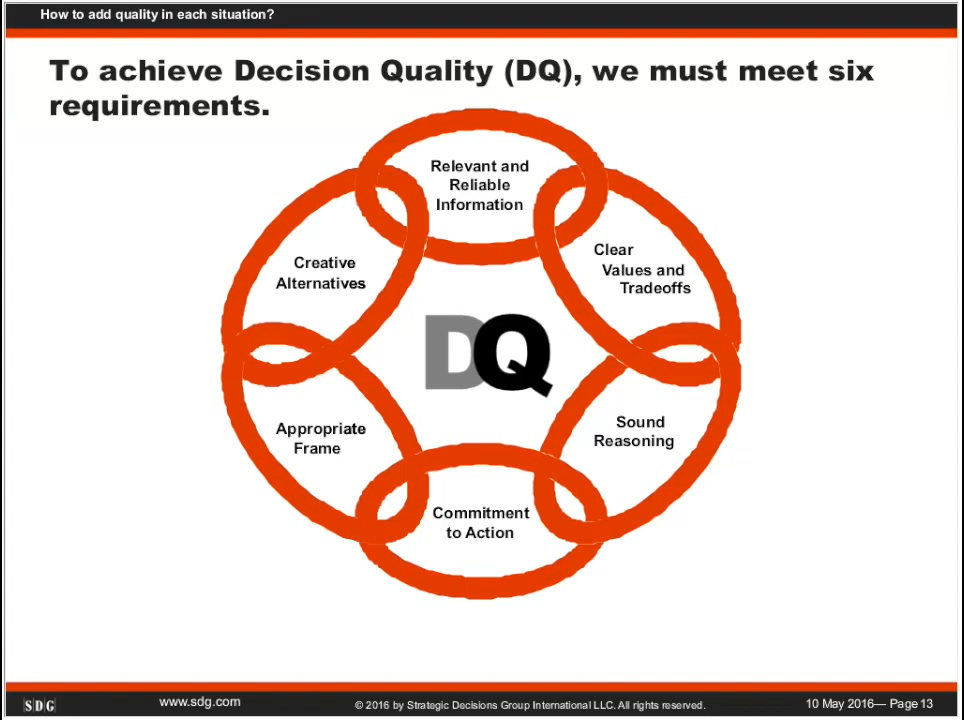 How to add quality in each situation?
To achieve Decision Quality (DQ), we must meet six
requirements.
Relevant and
Reliable
Information
Creative
Alternatives
Clear
Values and
Tradeoffs
DQ
Appropriate
Frame
Sound
Reasoning
Commitment
to Action
SDG
www.sdg.com
© 2016 by Strategic Decisions Group International LLC. All rights reserved.
10 May 2016— Page 13